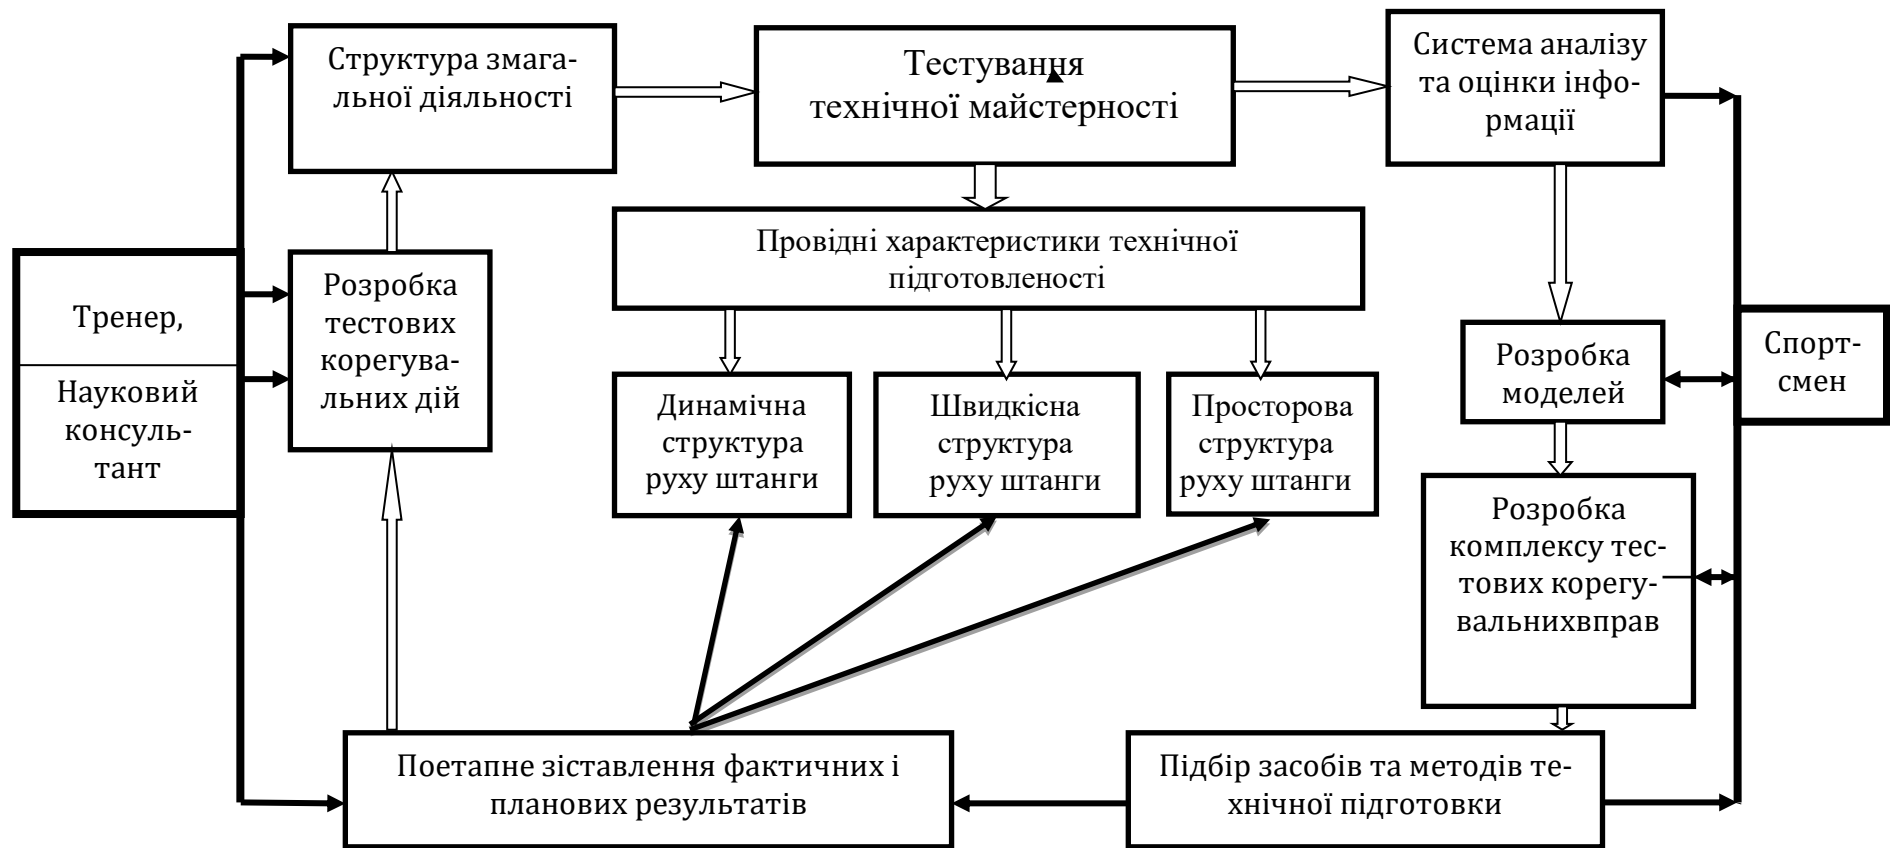 Структура змага-
льної діяльності
Тестування
технічної майстерності
Система аналізу
та оцінки інфо-
рмації
Провідні характеристики технічної
підготовленості
Тренер,
Науковий
консуль-
тант
Розробка
тестових
корегува-
льних дій
Динамічна
структура
руху штанги
Швидкісна
структура
руху штанги
Просторова
структура
руху штанги
Розробка
моделей
Спорт-
смен
Розробка
комплексу тес-
тових корегу-
вальнихвправ
Поетапне зіставлення фактичних і
планових результатів
Підбір засобів та методів те-
хнічної підготовки